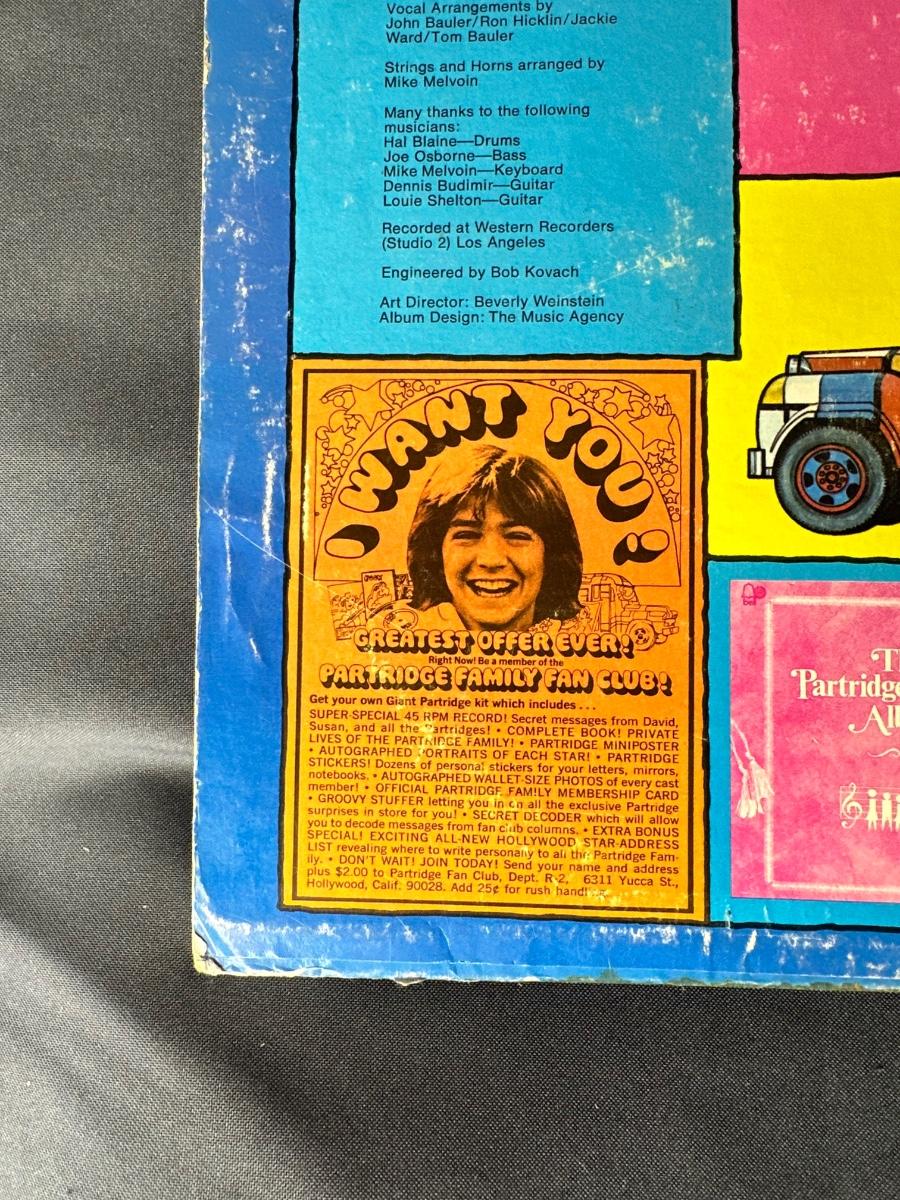 Vocal Arrangements by
John Bauler/Ron Hicklin/Jackie
Ward/Tom Bauler
Strings and Horns arranged by
Mike Melvoin
Many thanks to the following
musicians:
Hal Blaine—Drums
Joe Osborne—Bass
Mike Melvoin—Keyboard
Dennis Budimir—Guitar
Louie Shelton—Guitar
Recorded at Western Recorders
(Studio 2) Los Angeles
Engineered by Bob Kovach
Art Director: Beverly Weinstein
Album Design: The Music Agency
I WANT YOU!
GREATEST OFFER EVER!
Right Now! Be a member of the
PARTRIDGE FAMILY FAN CLUB!
Get your own Giant Partridge kit which includes . . .
SUPER-SPECIAL 45 RPM RECORD! Secret messages from David,
Susan, and all the Partridges! • COMPLETE BOOK! PRIVATE
LIVES OF THE PARTRIDGE FAMILY! • PARTRIDGE MINIPOSTER
• AUTOGRAPHED PORTRAITS OF EACH STAR! • PARTRIDGE
STICKERS! Dozens of personal stickers for your letters, mirrors,
notebooks. • AUTOGRAPHED WALLET-SIZE PHOTOS of every cast
member! • OFFICIAL PARTRIDGE FAMILY MEMBERSHIP CARD
• GROOVY STUFFER letting you in on all the exclusive Partridge
surprises in store for you! • SECRET DECODER which will allow
you to decode messages from fan club columns. • EXTRA BONUS
SPECIAL! EXCITING ALL-NEW HOLLYWOOD STAR-ADDRESS
LIST revealing where to write personally to all the Partridge Fam-
ily. • DON'T WAIT! JOIN TODAY! Send your name and address
plus $2.00 to Partridge Fan Club, Dept. R-2, 6311 Yucca St.,
Hollywood, Calif. 90028. Add 25¢ for rush handling.
bell
T
Partridge
Al